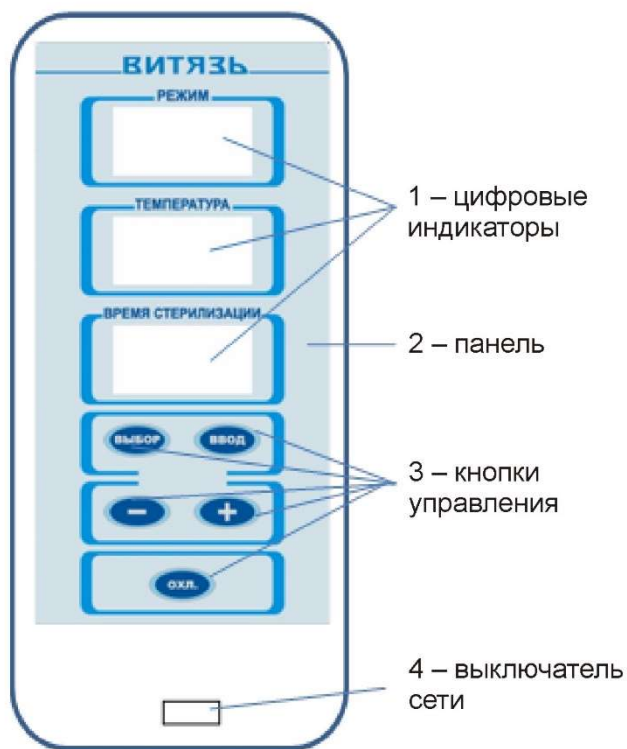 ВИТЯЗЬ
РЕЖИМ
ТЕМПЕРАТУРА
ВРЕМЯ СТЕРИЛИЗАЦИИ
ВЫБОР ВВОД
− +
ОХЛ.
1 – цифровые
индикаторы
2 – панель
3 – кнопки
управления
4 – выключатель
сети